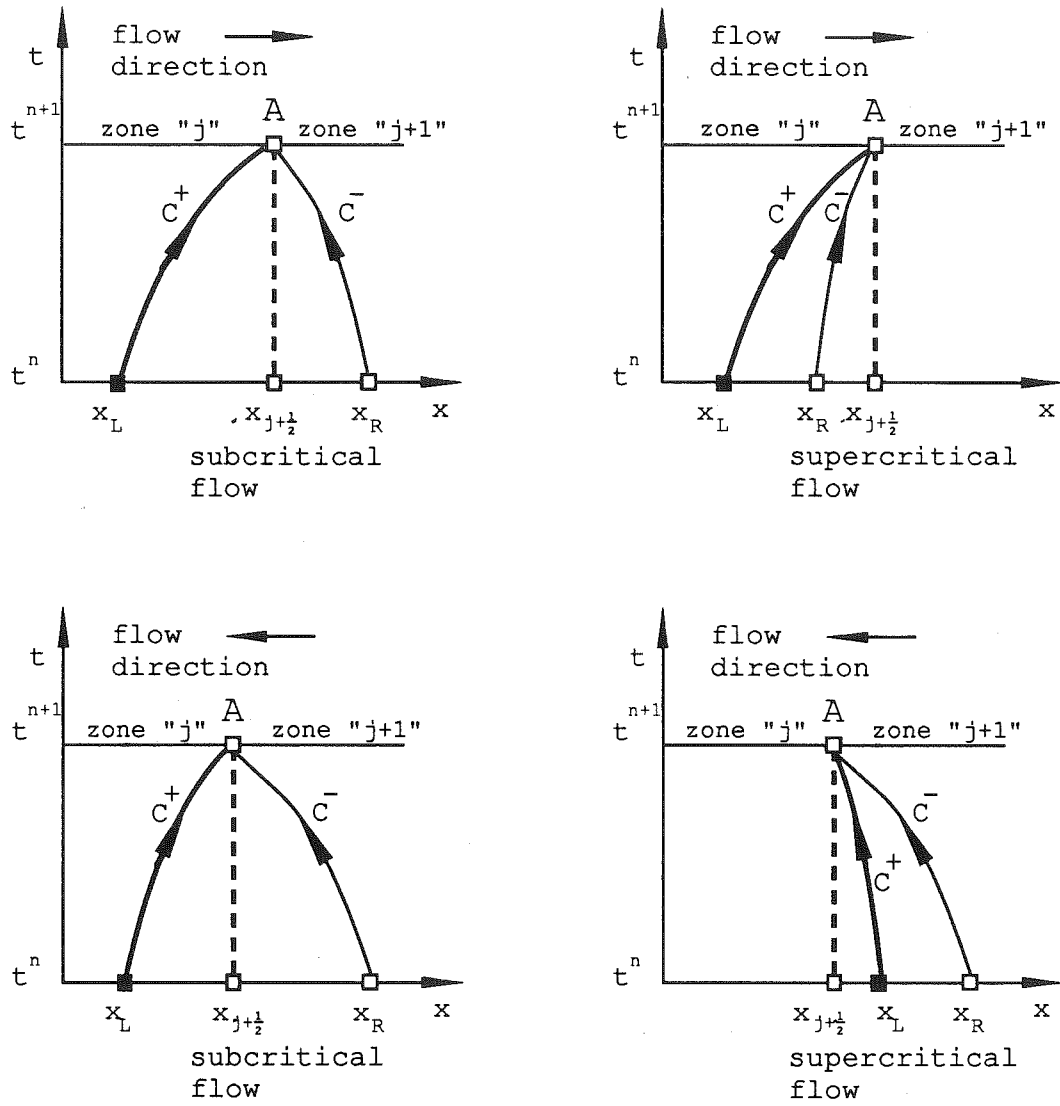 flow
direction
t
t^{n+1}
A
zone "j" zone "j+1"
C^+
C^-
t^n
x_L x_{j+½} x_R x
subcritical
flow
flow
direction
t
t^{n+1}
A
zone "j" zone "j+1"
C^+ C^-
t^n
x_L x_R x_{j+½} x
supercritical
flow
flow
direction
t
t^{n+1}
A
zone "j" zone "j+1"
C^+
C^-
t^n
x_L x_{j+½} x_R x
subcritical
flow
flow
direction
t
t^{n+1}
A
zone "j" zone "j+1"
C^-
C^+
t^n
x_{j+½} x_L x_R x
supercritical
flow